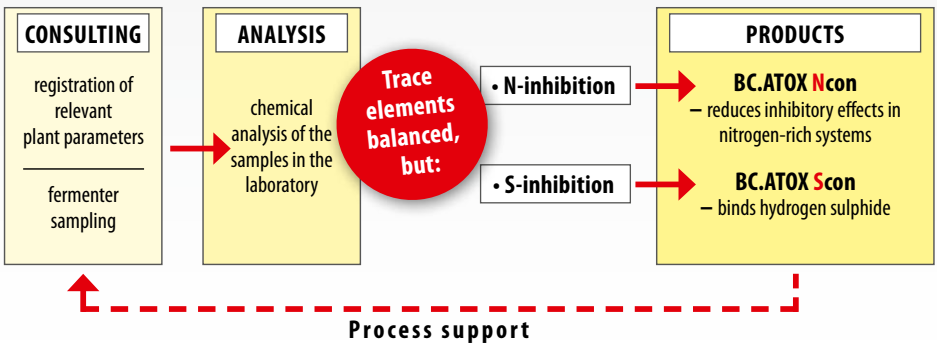 CONSULTING
registration of
relevant
plant parameters
fermenter
sampling
ANALYSIS
chemical
analysis of the
samples in the
laboratory
Trace
elements
balanced,
but:
• N-inhibition
• S-inhibition
PRODUCTS
BC.ATOX Ncon
– reduces inhibitory effects in
nitrogen-rich systems
BC.ATOX Scon
– binds hydrogen sulphide
Process support